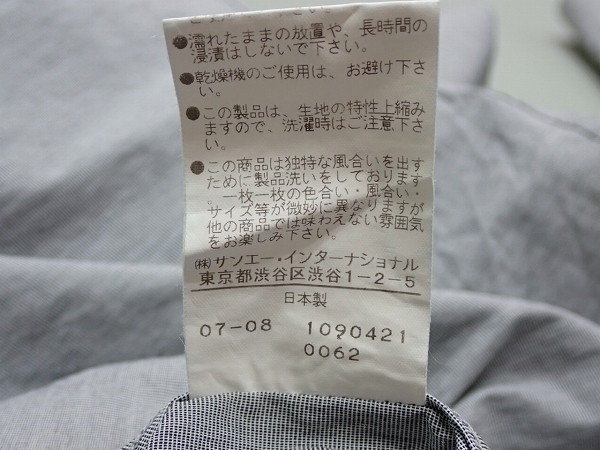 ●濡れたままの放置や、長時間の
浸漬はしないで下さい。
●乾燥機のご使用は、お避け下さ
い。
●この製品は、生地の特性上縮み
ますので、洗濯時はご注意下さ
い。
●この商品は独特な風合いを出す
ために製品洗いをしております
。一枚一枚の色合い・風合い・
サイズ等が微妙に異なりますが
他の商品では味わえない雰囲気
をお楽しみ下さい。
㈱サンエー・インターナショナル
東京都渋谷区渋谷1-2-5
日本製
07-08 1090421
0062